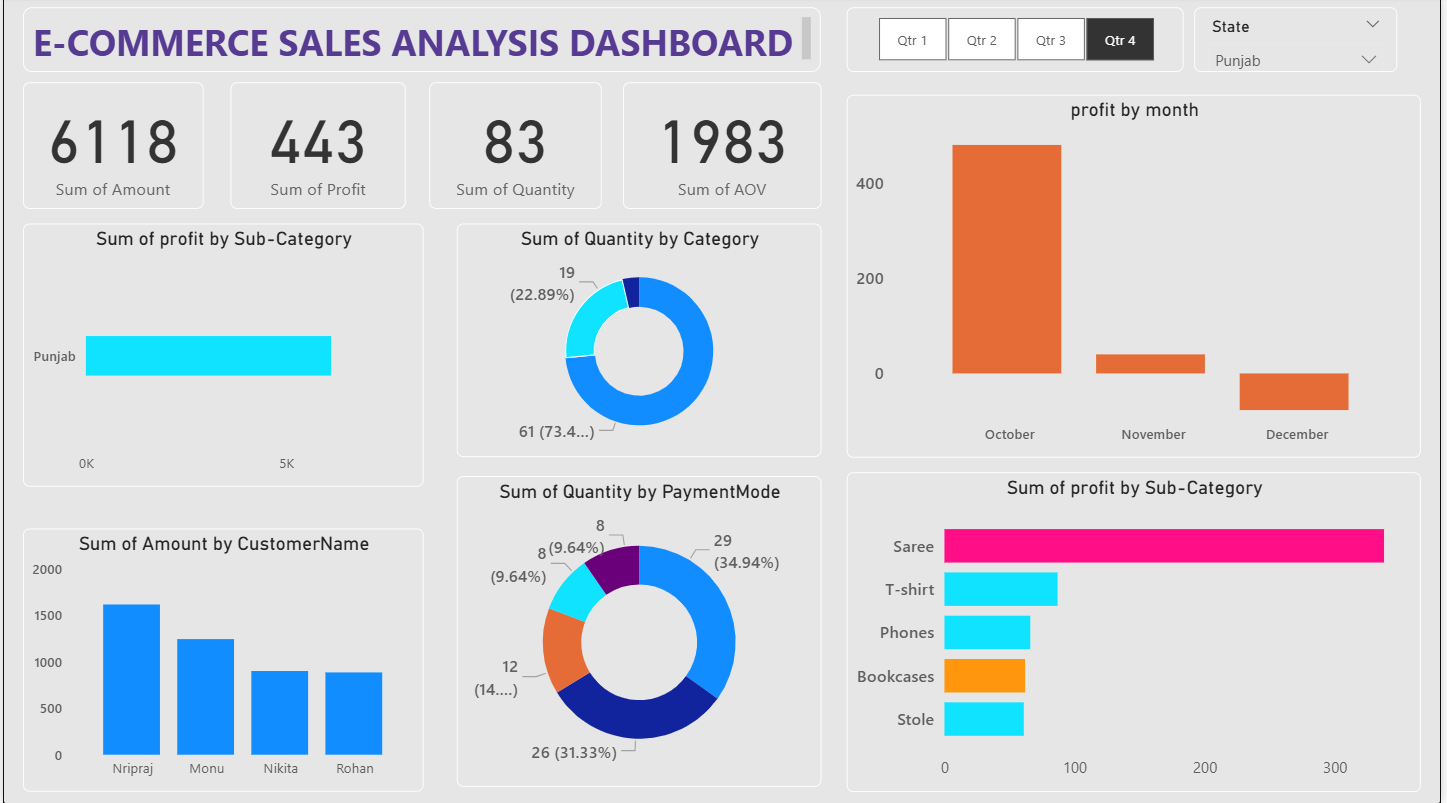 E-COMMERCE SALES ANALYSIS DASHBOARD
Qtr 1
Qtr 2
Qtr 3
Qtr 4
State
Punjab
6118
Sum of Amount
443
Sum of Profit
83
Sum of Quantity
1983
Sum of AOV
Sum of profit by Sub-Category
Punjab
0K
5K
Sum of Quantity by Category
19
(22.89%)
61 (73.4...)
profit by month
400
200
0
October
November
December
Sum of Amount by CustomerName
2000
1500
1000
500
0
Nripraj
Monu
Nikita
Rohan
Sum of Quantity by PaymentMode
8
(9.64%)
8
(9.64%)
29
(34.94%)
12
(14....)
26 (31.33%)
Sum of profit by Sub-Category
Saree
T-shirt
Phones
Bookcases
Stole
0
100
200
300